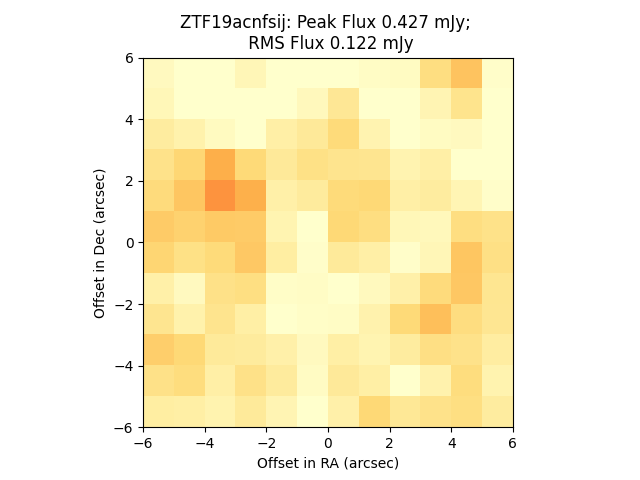 ZTF19acnfsij: Peak Flux 0.427 mJy;
RMS Flux 0.122 mJy
6
4
2
0
−2
−4
−6
Offset in Dec (arcsec)
−6 −4 −2 0 2 4 6
Offset in RA (arcsec)